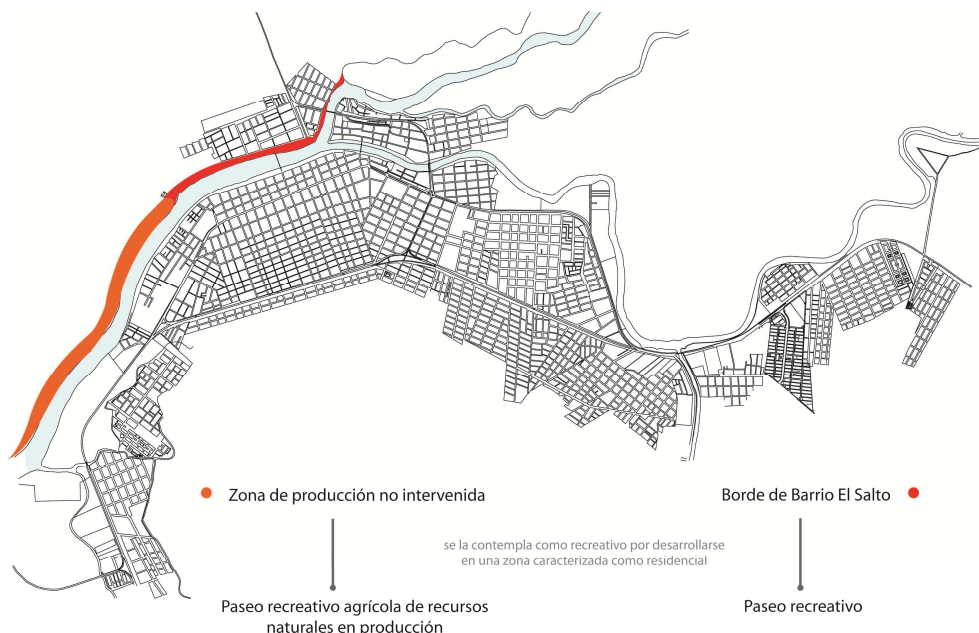 Zona de producción no intervenida
Borde de Barrio El Salto
se la contempla como recreativo por desarrollarse
en una zona caracterizada como residencial
Paseo recreativo agrícola de recursos
naturales en producción
Paseo recreativo